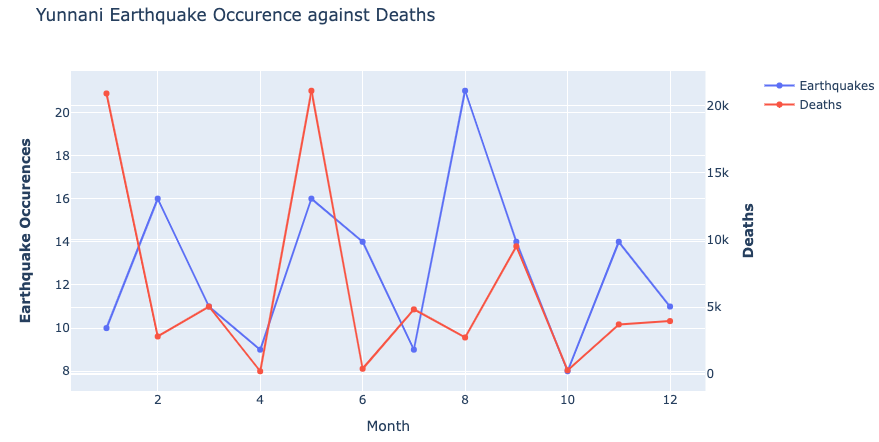 Yunnani Earthquake Occurence against Deaths
Earthquakes
Deaths
Earthquake Occurences
20
18
16
14
12
10
8
20k
15k
10k
5k
0
Deaths
2 4 6 8 10 12
Month